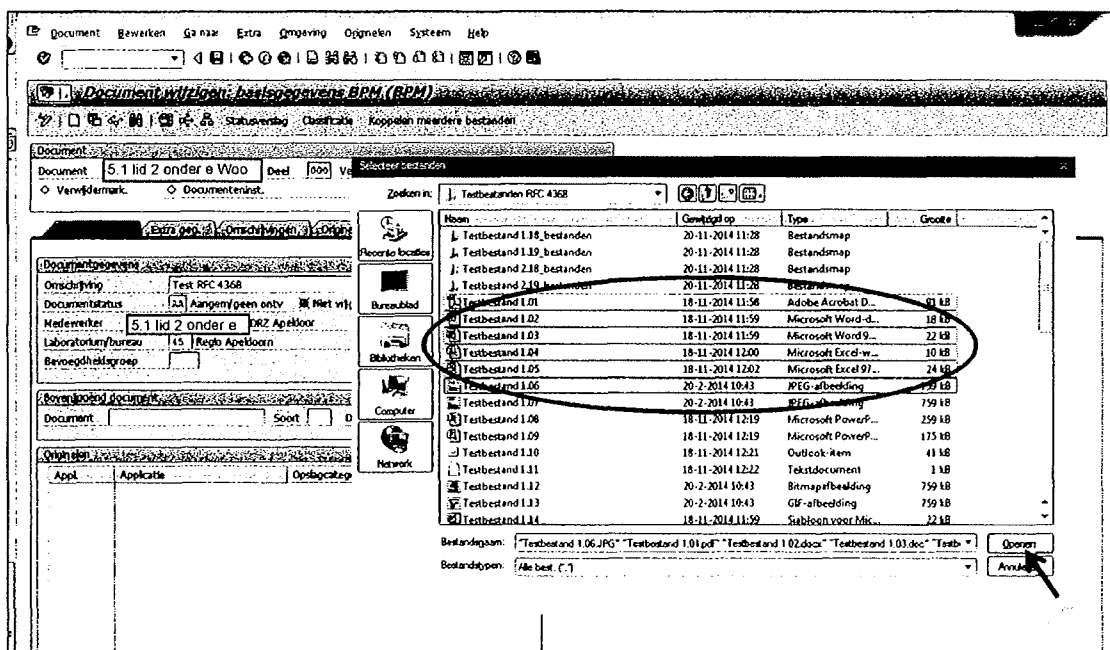 Document Bewerken Ga naar Extra Omgeving Originelen Systeem Help
Document wijzigen: basisgegevens BPM (BPM)
Statusverslag Classificatie Koppelen meerdere bestanden
Document
Document 5.1 lid 2 onder e Woo Deel 000 Ve
Verwijdermark. Documenteninst.
Extra geg. Omschrijvingen Origine
Documentgegevens
Omschrijving Test RFC 4368
Documentstatus AA Aangem/geen ontv Niet vrij
Medewerker 5.1 lid 2 onder e DRZ Apeldoor
Laboratorium/bureau 45 Regio Apeldoorn
Bevoegdheidsgroep
Bovenliggend document
Document Soort D
Originelen
Appl. Applicatie Opslagcatego
Selecteer bestanden
Zoeken in: Testbestanden RFC 4368
Recente locaties
Bureaublad
Bibliotheken
Computer
Netwerk
Naam Gewijzigd op Type Grootte
Testbestand 1.18_bestanden 20-11-2014 11:28 Bestandsmap
Testbestand 1.19_bestanden 20-11-2014 11:28 Bestandsmap
Testbestand 2.18_bestanden 20-11-2014 11:28 Bestandsmap
Testbestand 2.19_bestanden 20-11-2014 11:28 Bestandsmap
Testbestand 1.01 18-11-2014 11:58 Adobe Acrobat D... 91 kB
Testbestand 1.02 18-11-2014 11:59 Microsoft Word-d... 18 kB
Testbestand 1.03 18-11-2014 11:59 Microsoft Word 9... 22 kB
Testbestand 1.04 18-11-2014 12:00 Microsoft Excel-w... 10 kB
Testbestand 1.05 18-11-2014 12:02 Microsoft Excel 97... 24 kB
Testbestand 1.06 20-2-2014 10:43 JPEG-afbeelding 759 kB
Testbestand 1.07 20-2-2014 10:43 JPEG-afbeelding 759 kB
Testbestand 1.08 18-11-2014 12:19 Microsoft PowerP... 259 kB
Testbestand 1.09 18-11-2014 12:19 Microsoft PowerP... 175 kB
Testbestand 1.10 18-11-2014 12:21 Outlook-item 41 kB
Testbestand 1.11 18-11-2014 12:22 Tekstdocument 1 kB
Testbestand 1.12 20-2-2014 10:43 Bitmapafbeelding 759 kB
Testbestand 1.13 20-2-2014 10:43 GIF-afbeelding 759 kB
Testbestand 1.14 18-11-2014 11:59 Sjabloon voor Mic... 22 kB
Bestandsnaam: "Testbestand 1.06.JPG" "Testbestand 1.01.pdf" "Testbestand 1.02.docx" "Testbestand 1.03.doc" "Testb Openen
Bestandstypen: Alle best. (*.*) Annuleren